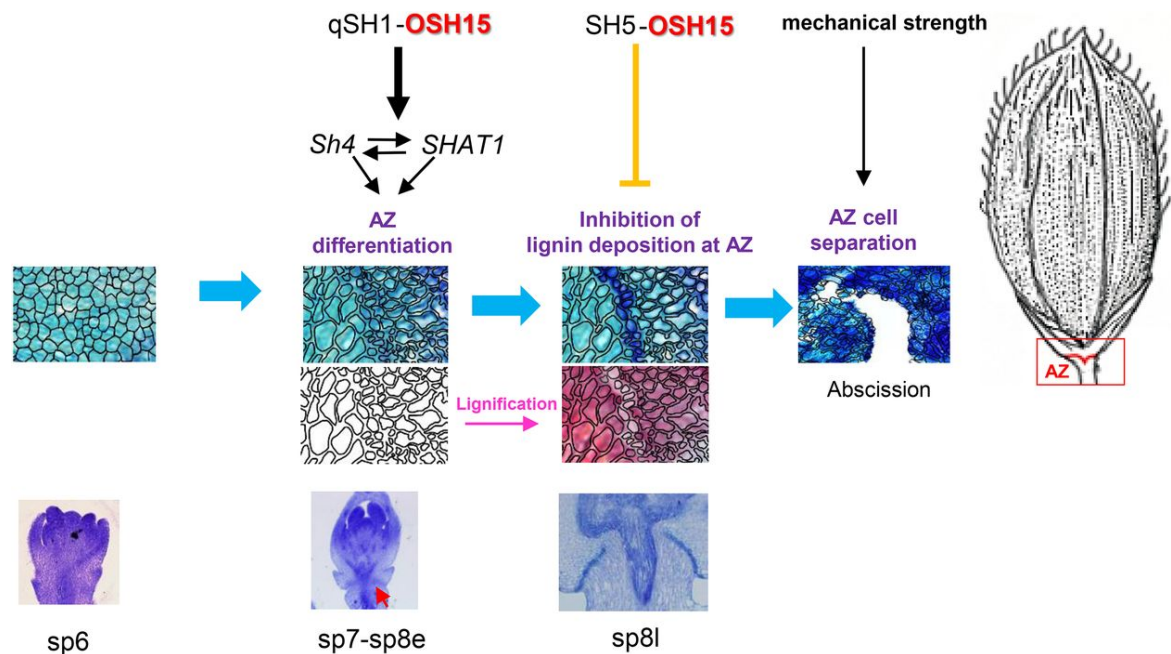 qSH1-OSH15
SH5-OSH15
mechanical strength
Sh4
SHAT1
AZ
differentiation
Inhibition of
lignin deposition at AZ
AZ cell
separation
AZ
Abscission
Lignification
sp6
sp7-sp8e
sp8l